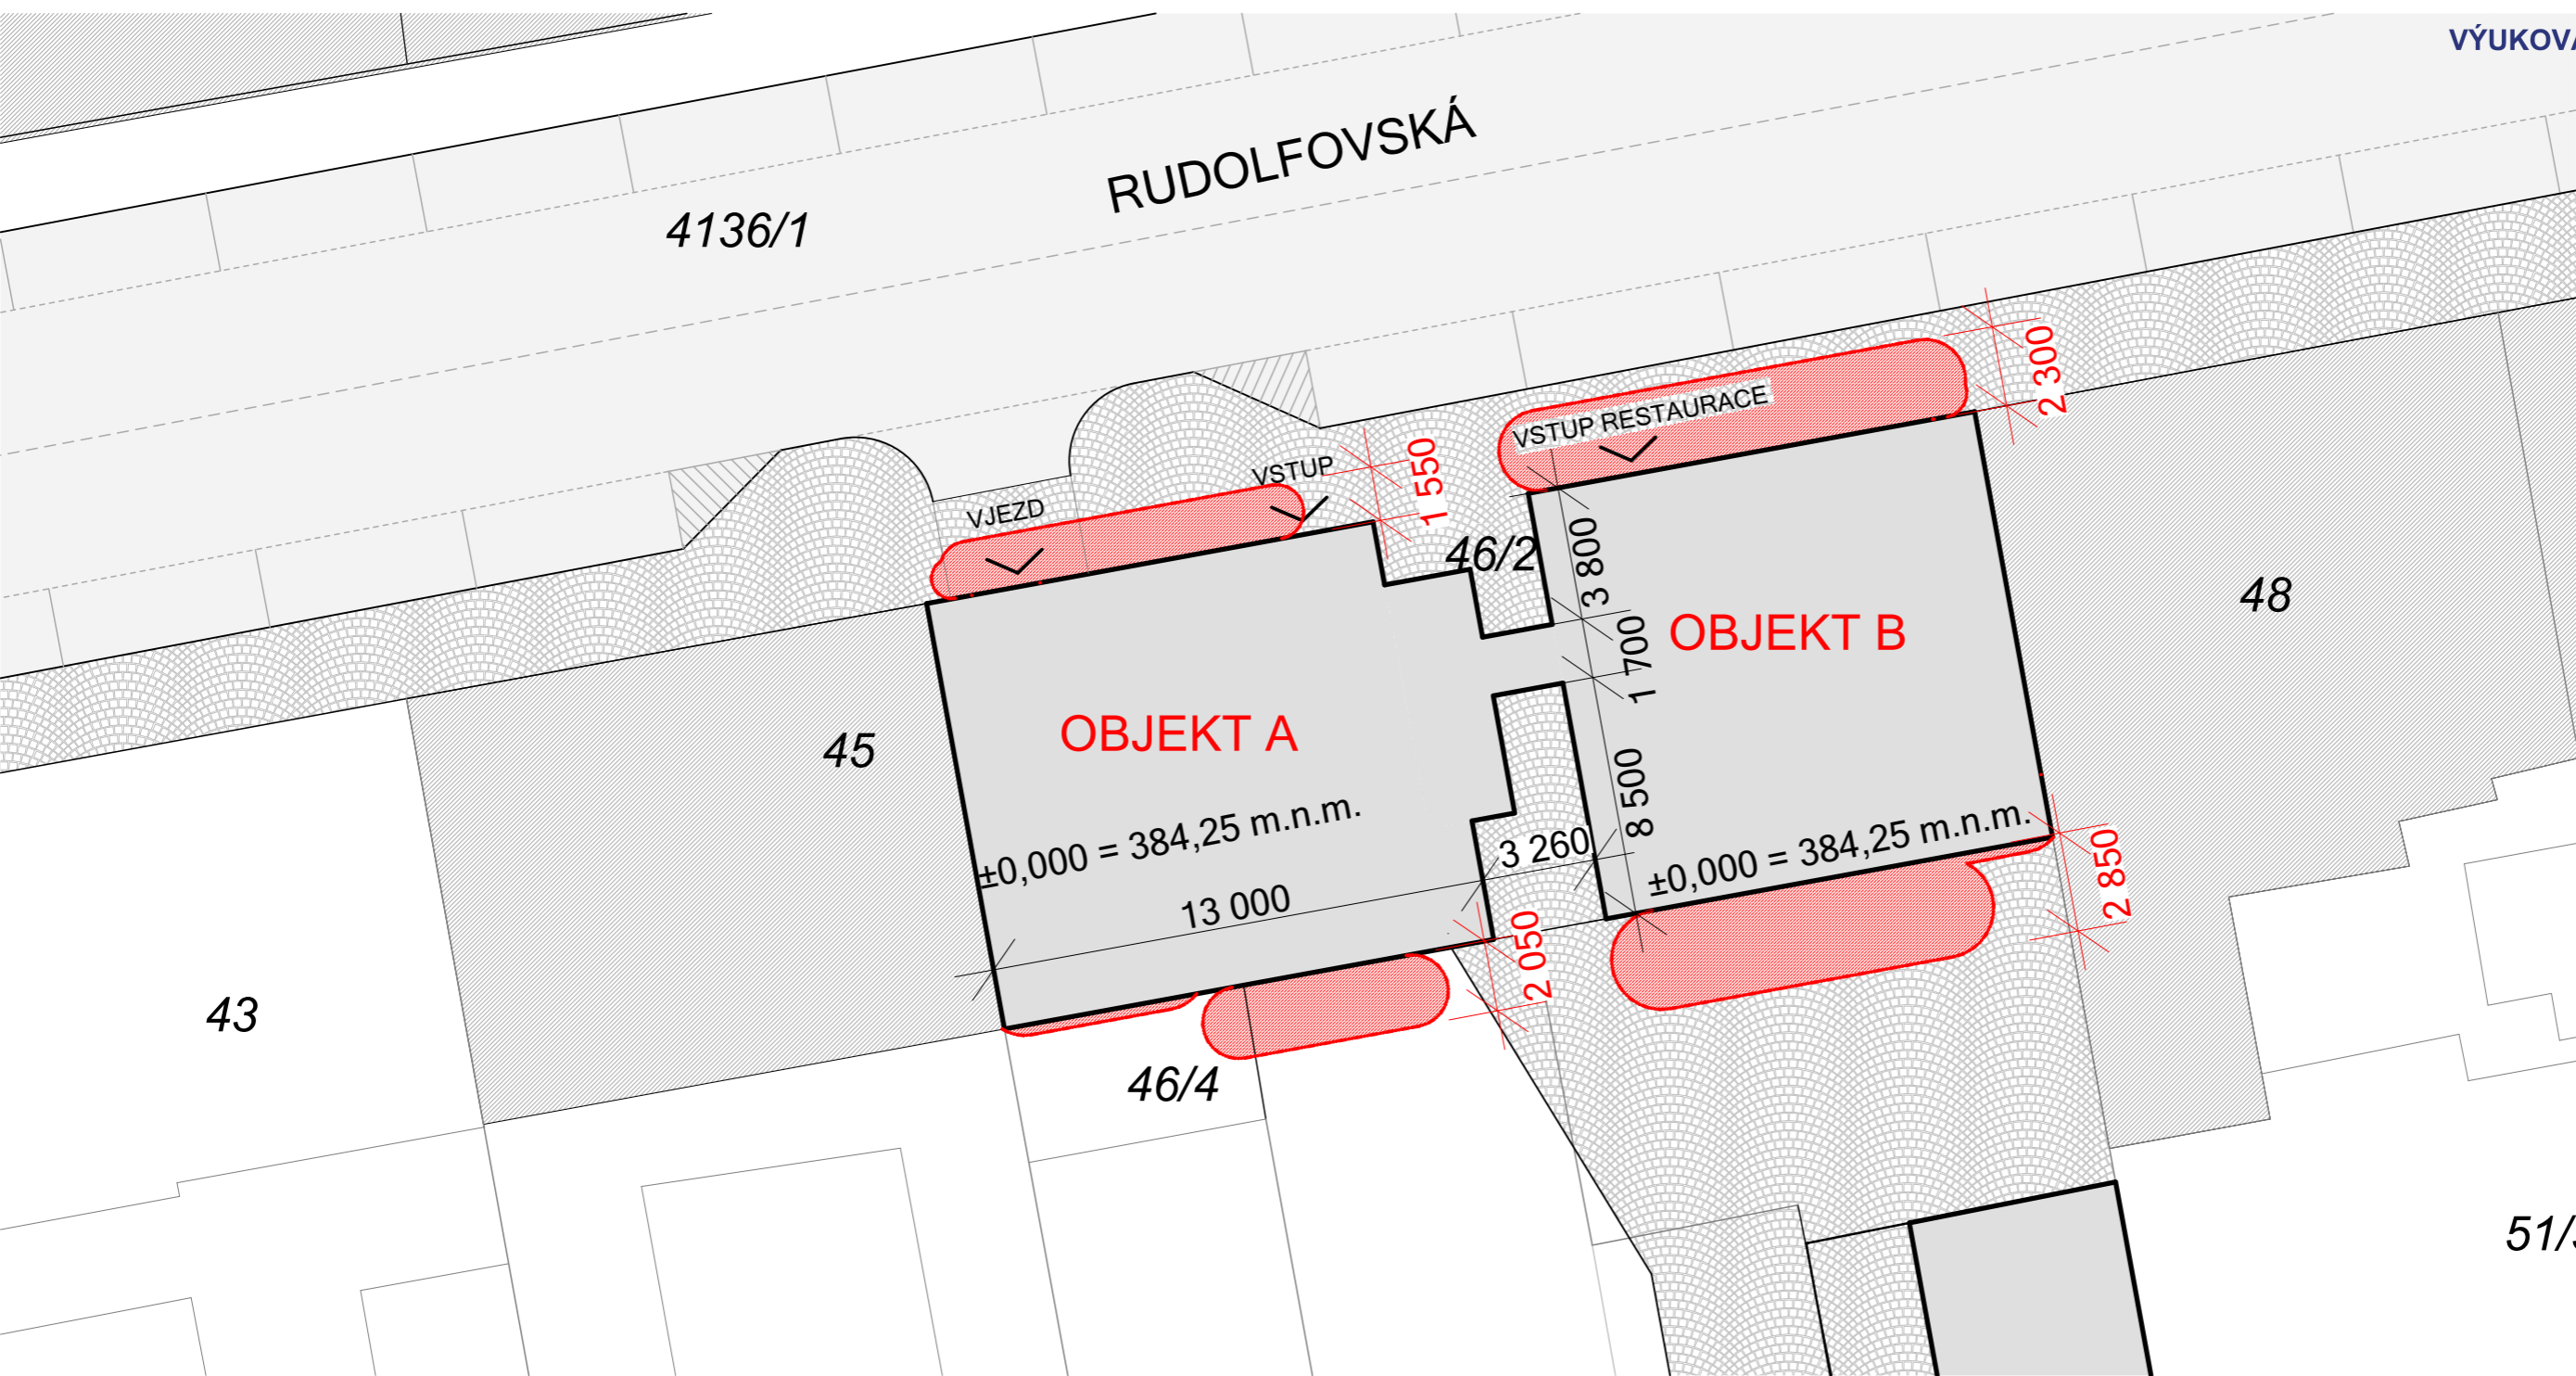 VÝUKOVÁ
RUDOLFOVSKÁ
4136/1
2 300
VSTUP RESTAURACE
VSTUP
1 550
VJEZD
46/2
3 800
48
1 700
OBJEKT B
OBJEKT A
45
8 500
±0,000 = 384,25 m.n.m.
3 260
±0,000 = 384,25 m.n.m.
2 850
13 000
2 050
43
46/4
51/